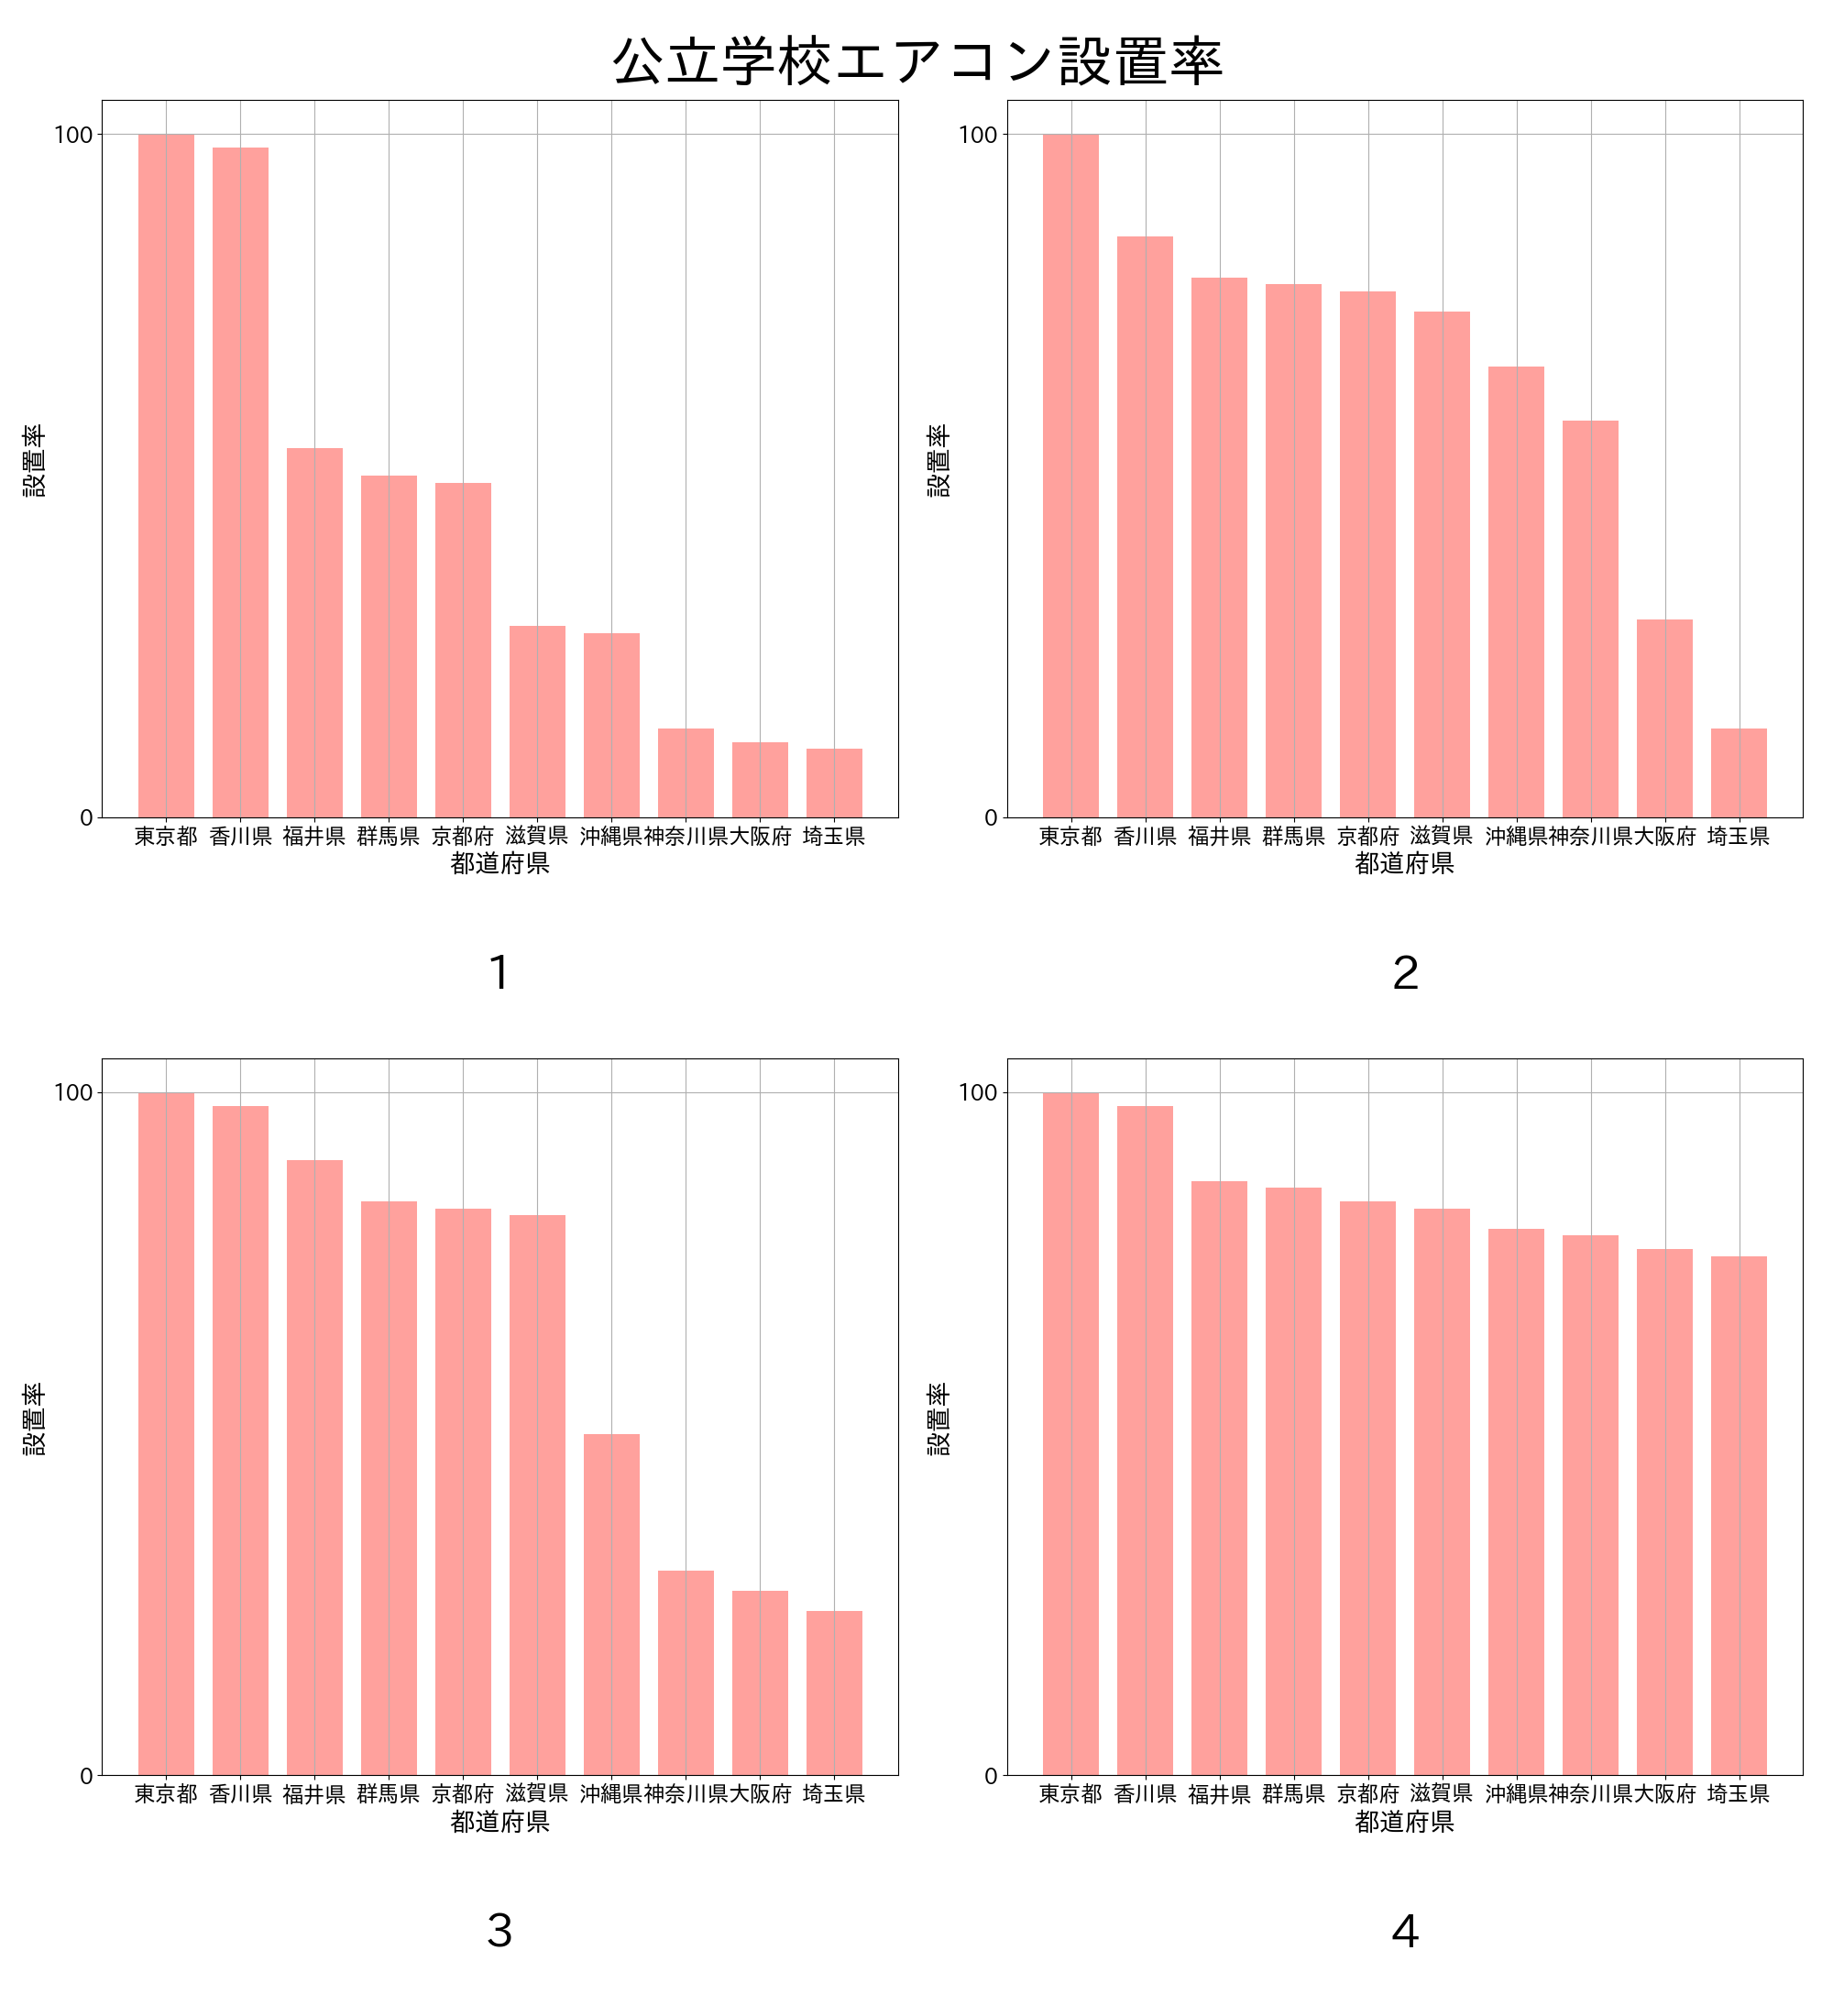 公立学校エアコン設置率
100
0
設置率
東京都 香川県 福井県 群馬県 京都府 滋賀県 沖縄県 神奈川県 大阪府 埼玉県
都道府県
1
100
0
設置率
東京都 香川県 福井県 群馬県 京都府 滋賀県 沖縄県 神奈川県 大阪府 埼玉県
都道府県
2
100
0
設置率
東京都 香川県 福井県 群馬県 京都府 滋賀県 沖縄県 神奈川県 大阪府 埼玉県
都道府県
3
100
0
設置率
東京都 香川県 福井県 群馬県 京都府 滋賀県 沖縄県 神奈川県 大阪府 埼玉県
都道府県
4